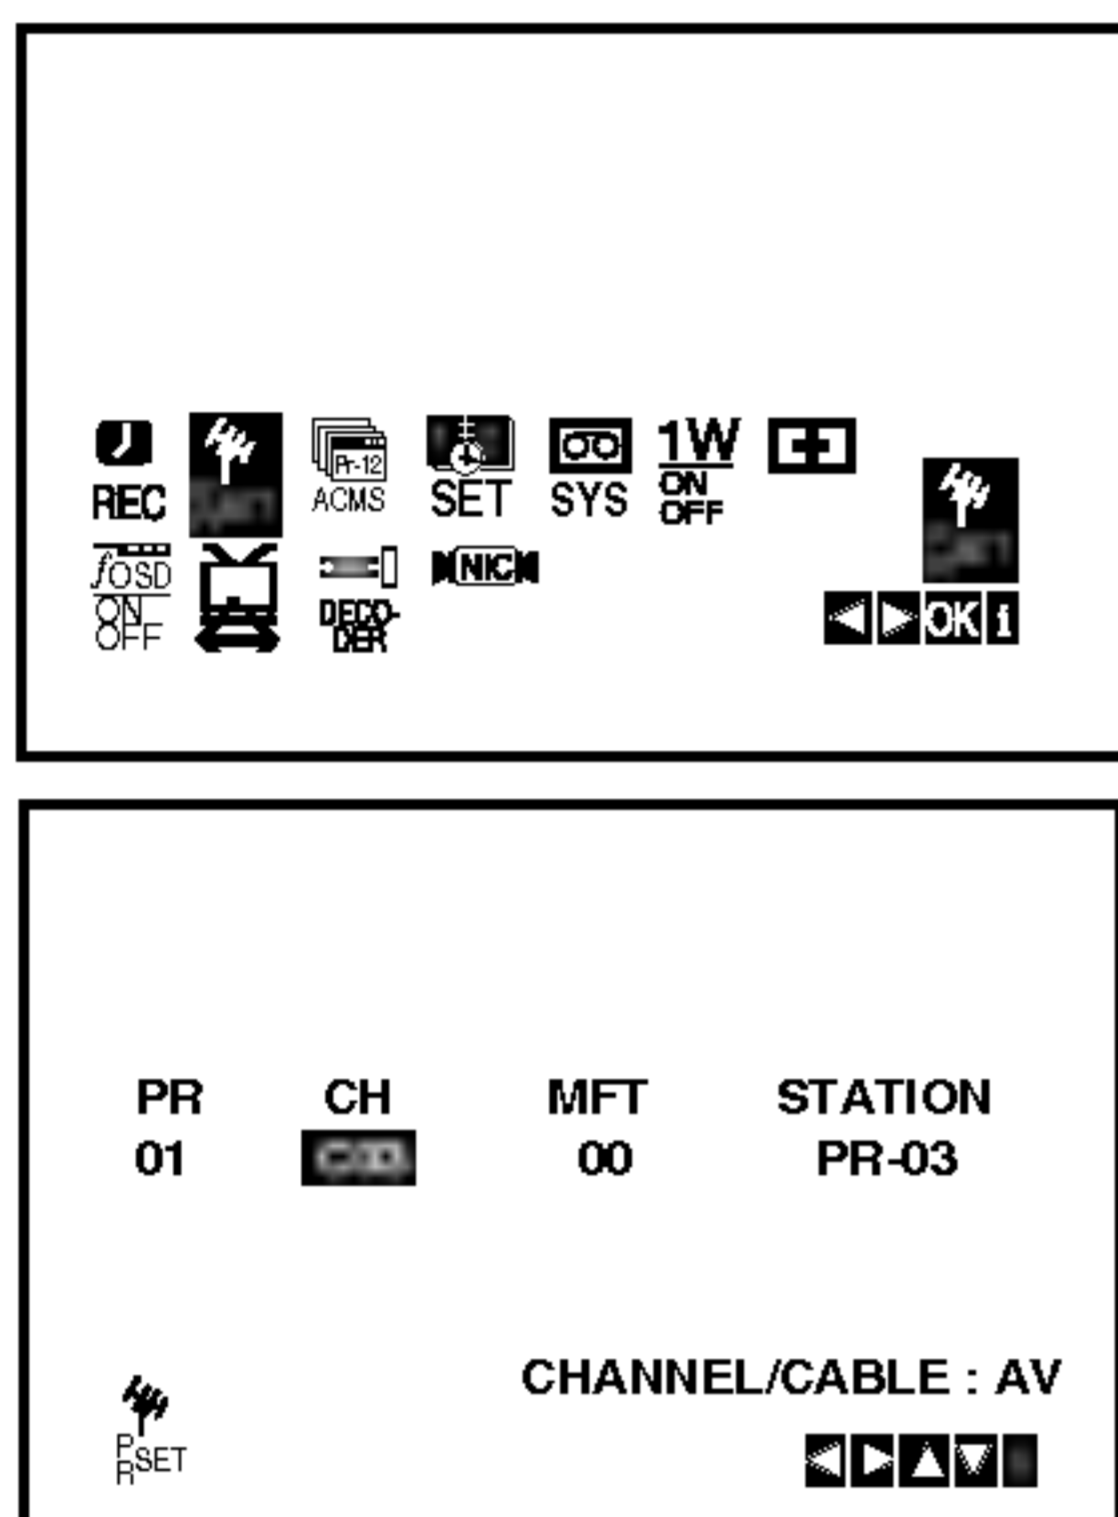 REC ACMS SET SYS 1W ON OFF
Pr-12
fOSD ON OFF DECO-DER NIC
OK i
PR CH MFT STATION
01 00 PR-03
CHANNEL/CABLE : AV
PR SET